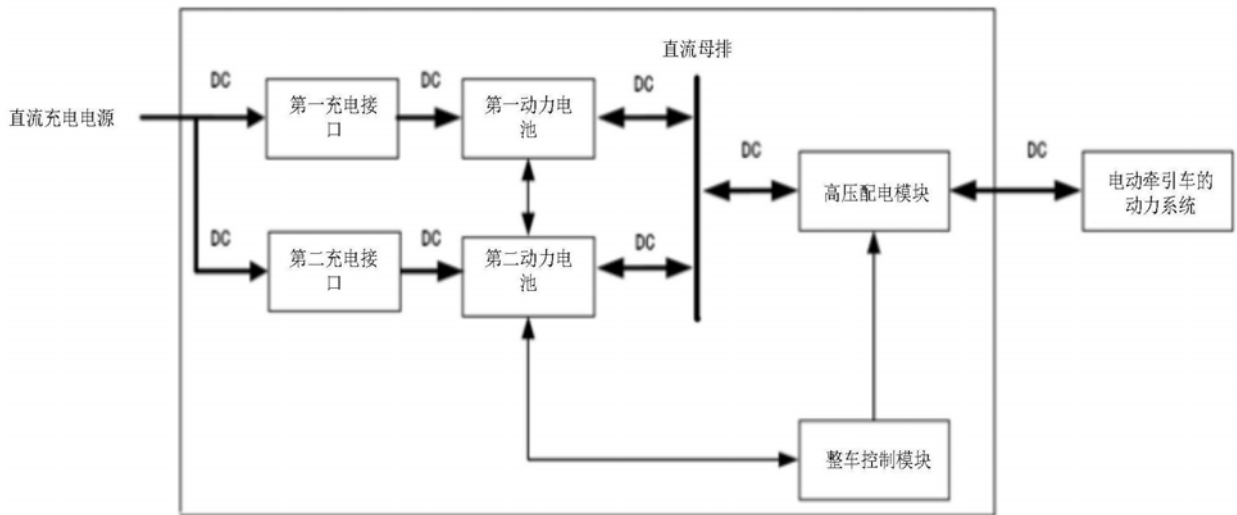 直流母排
DC
DC
DC
直流充电电源
第一充电接
口
第一动力电
池
DC
DC
高压配电模块
电动牵引车的
动力系统
DC
DC
DC
第二充电接
口
第二动力电
池
整车控制模块